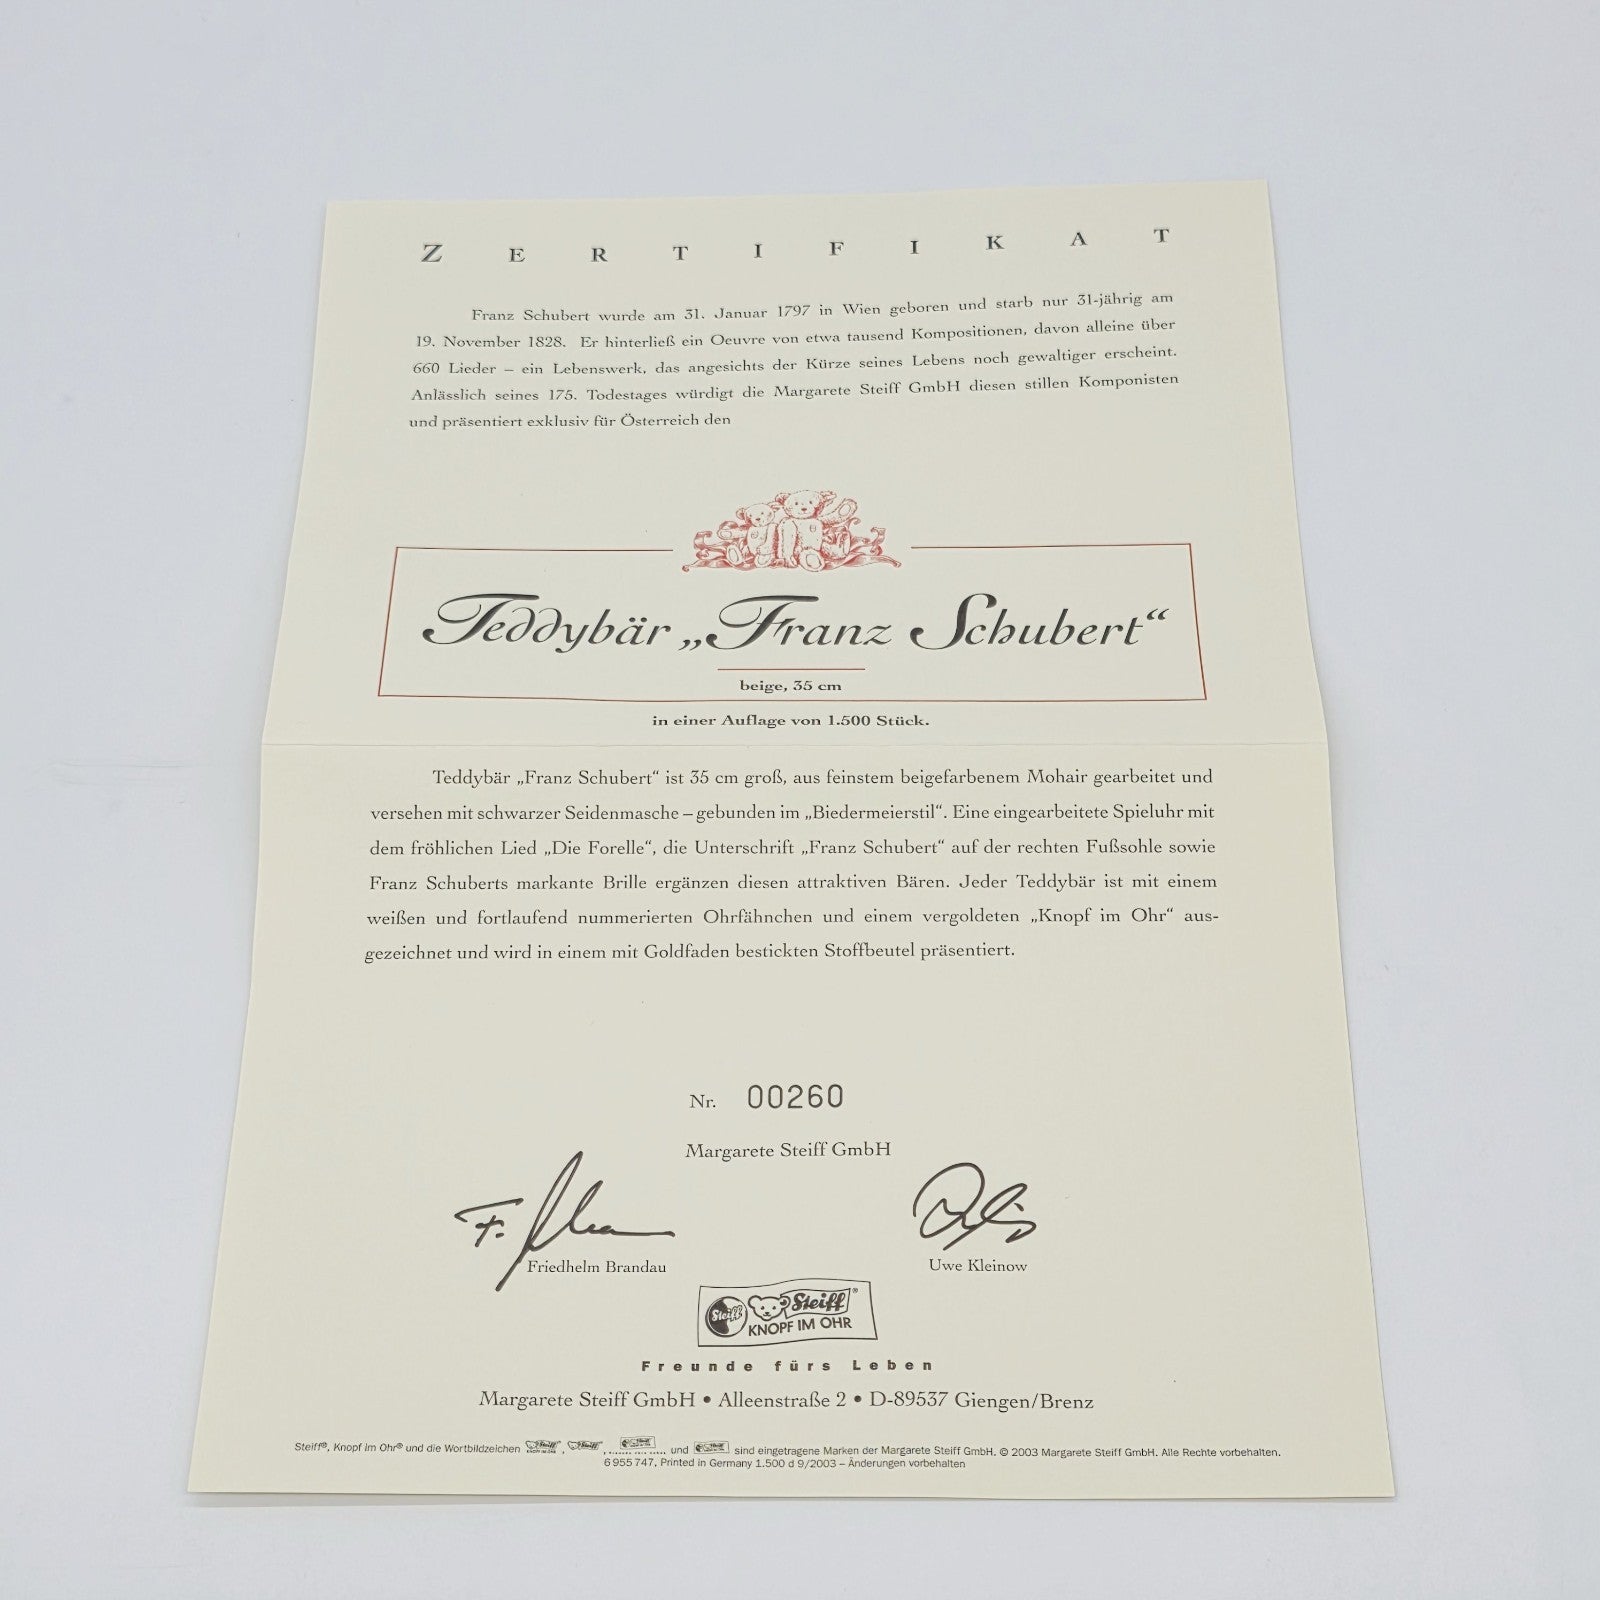 ZERTIFIKAT
Franz Schubert wurde am 31. Januar 1797 in Wien geboren und starb nur 31-jährig am
19. November 1828. Er hinterließ ein Oeuvre von etwa tausend Kompositionen, davon alleine über
660 Lieder – ein Lebenswerk, das angesichts der Kürze seines Lebens noch gewaltiger erscheint.
Anlässlich seines 175. Todestages würdigt die Margarete Steiff GmbH diesen stillen Komponisten
und präsentiert exklusiv für Österreich den
Teddybär „Franz Schubert“
beige, 35 cm
in einer Auflage von 1.500 Stück.
Teddybär „Franz Schubert“ ist 35 cm groß, aus feinstem beigefarbenem Mohair gearbeitet und
versehen mit schwarzer Seidenmasche – gebunden im „Biedermeierstil“. Eine eingearbeitete Spieluhr mit
dem fröhlichen Lied „Die Forelle“, die Unterschrift „Franz Schubert“ auf der rechten Fußsohle sowie
Franz Schuberts markante Brille ergänzen diesen attraktiven Bären. Jeder Teddybär ist mit einem
weißen und fortlaufend nummerierten Ohrfähnchen und einem vergoldeten „Knopf im Ohr“ aus-
gezeichnet und wird in einem mit Goldfaden bestickten Stoffbeutel präsentiert.
Nr. 00260
Margarete Steiff GmbH
Friedhelm Brandau
Uwe Kleinow
Steiff Steiff®
KNOPF IM OHR
Freunde fürs Leben
Margarete Steiff GmbH • Alleenstraße 2 • D-89537 Giengen/Brenz
Steiff®, Knopf im Ohr® und die Wortbildzeichen , , und sind eingetragene Marken der Margarete Steiff GmbH. © 2003 Margarete Steiff GmbH. Alle Rechte vorbehalten.
6 955 747, Printed in Germany 1.500 d 9/2003 – Änderungen vorbehalten